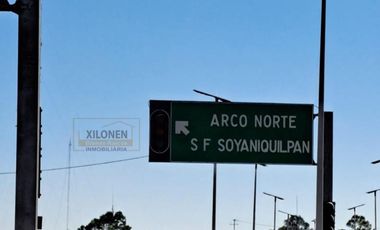 XILONEN
INMOBILIARIA
ARCO NORTE
S F SOYANIQUILPAN